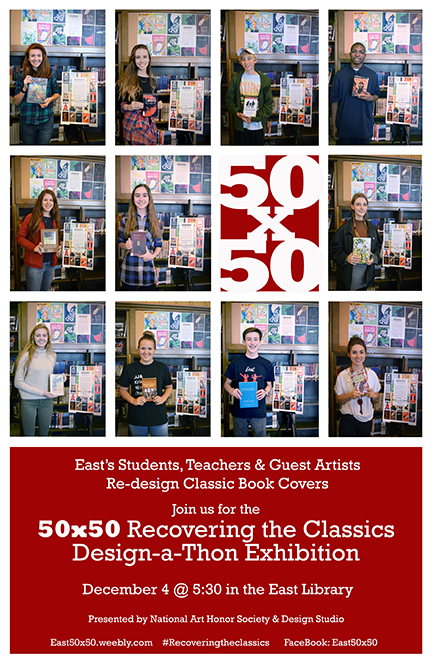 50
x
50
East's Students, Teachers & Guest Artists
Re-design Classic Book Covers
Join us for the
50x50 Recovering the Classics
Design-a-Thon Exhibition
December 4 @ 5:30 in the East Library
Presented by National Art Honor Society & Design Studio
East50x50.weebly.com #Recoveringtheclassics FaceBook: East50x50